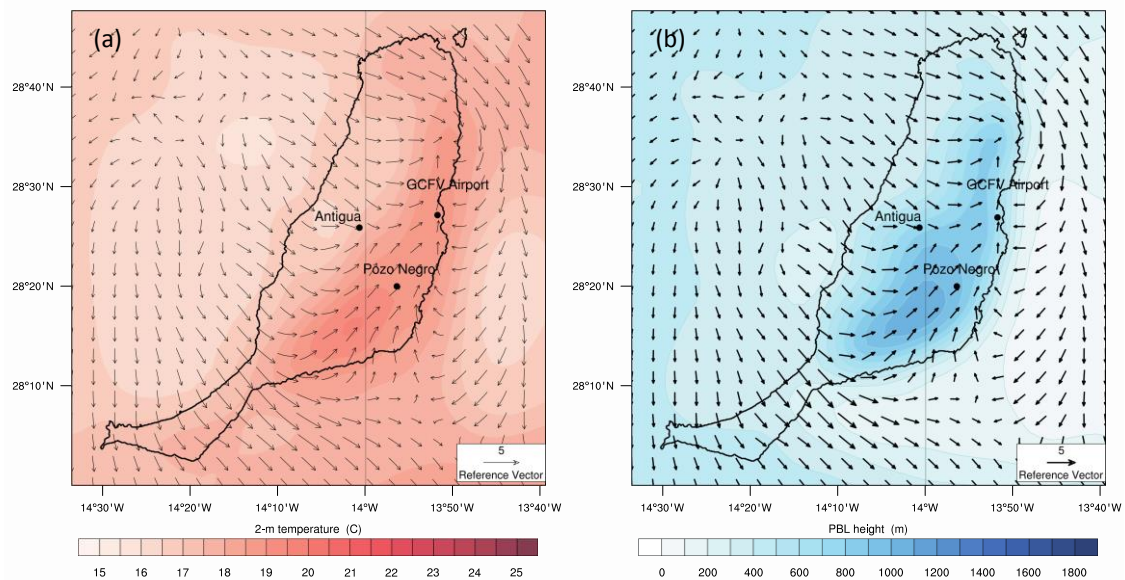 (a)
28°40'N
28°30'N
28°20'N
28°10'N
GCFV Airport
Antigua
Pozo Negro
5
Reference Vector
14°30'W 14°20'W 14°10'W 14°W 13°50'W 13°40'W
2-m temperature (C)
15 16 17 18 19 20 21 22 23 24 25
(b)
28°40'N
28°30'N
28°20'N
28°10'N
GCFV Airport
Antigua
Pozo Negro
5
Reference Vector
14°30'W 14°20'W 14°10'W 14°W 13°50'W 13°40'W
PBL height (m)
0 200 400 600 800 1000 1200 1400 1600 1800